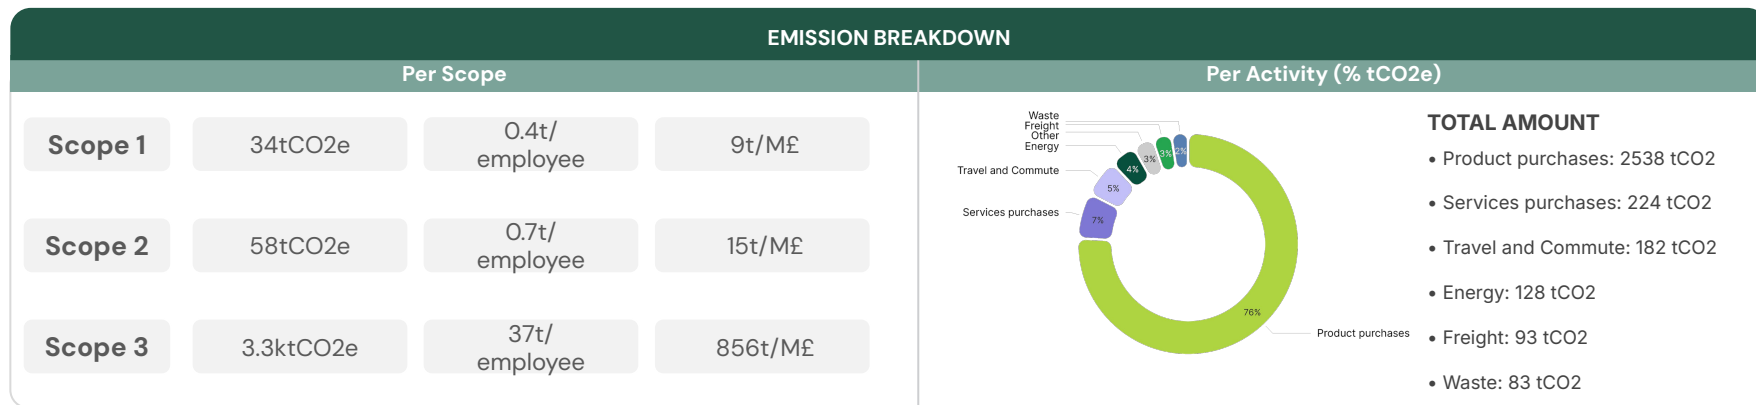 EMISSION BREAKDOWN
Per Scope
Scope 1
34tCO2e
0.4t/
employee
9t/M£
Scope 2
58tCO2e
0.7t/
employee
15t/M£
Scope 3
3.3ktCO2e
37t/
employee
856t/M£
Per Activity (% tCO2e)
Waste
Freight
Other
Energy
Travel and Commute
Services purchases
2%
3%
3%
4%
5%
7%
76%
Product purchases
TOTAL AMOUNT
• Product purchases: 2538 tCO2
• Services purchases: 224 tCO2
• Travel and Commute: 182 tCO2
• Energy: 128 tCO2
• Freight: 93 tCO2
• Waste: 83 tCO2